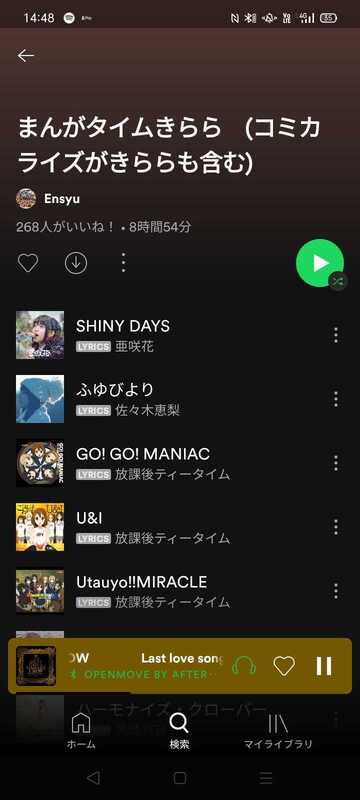 14:48
4G
35
まんがタイムきらら　(コミカ
ライズがきららも含む)
Ensyu
268人がいいね！ • 8時間54分
SHINY DAYS
LYRICS 亜咲花
ふゆびより
LYRICS 佐々木恵梨
GO! GO! MANIAC
LYRICS 放課後ティータイム
U&I
LYRICS 放課後ティータイム
Utauyo!!MIRACLE
LYRICS 放課後ティータイム
OW Last love song
OPENMOVE BY AFTER··
ハーモナイズ・クローバー
ホーム
検索
マイライブラリ